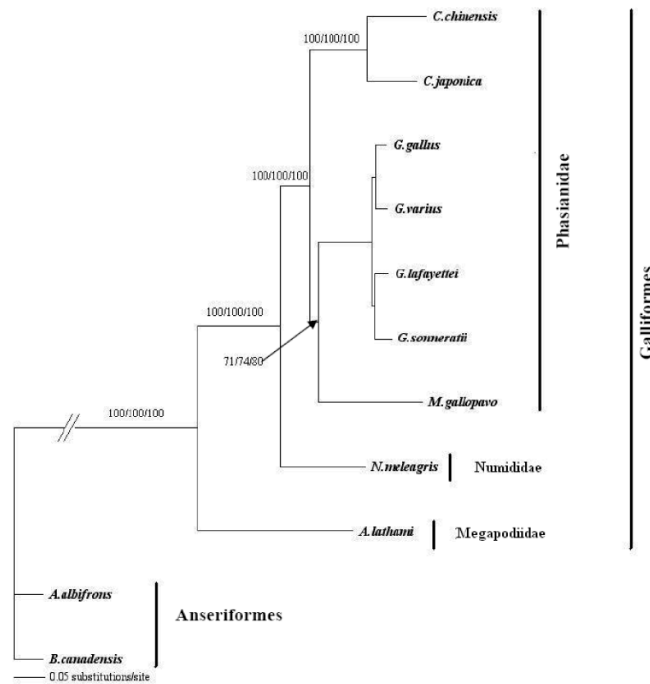 C.chinensis
100/100/100
C.japonica
G.gallus
100/100/100
G.varius
Phasianidae
G.lafayettei
Galliformes
100/100/100
G.sonneratii
71/74/80
M.gallopavo
100/100/100
N.meleagris
Numididae
A.lathami
Megapodiidae
A.albifrons
Anseriformes
B.canadensis
0.05 substitutions/site